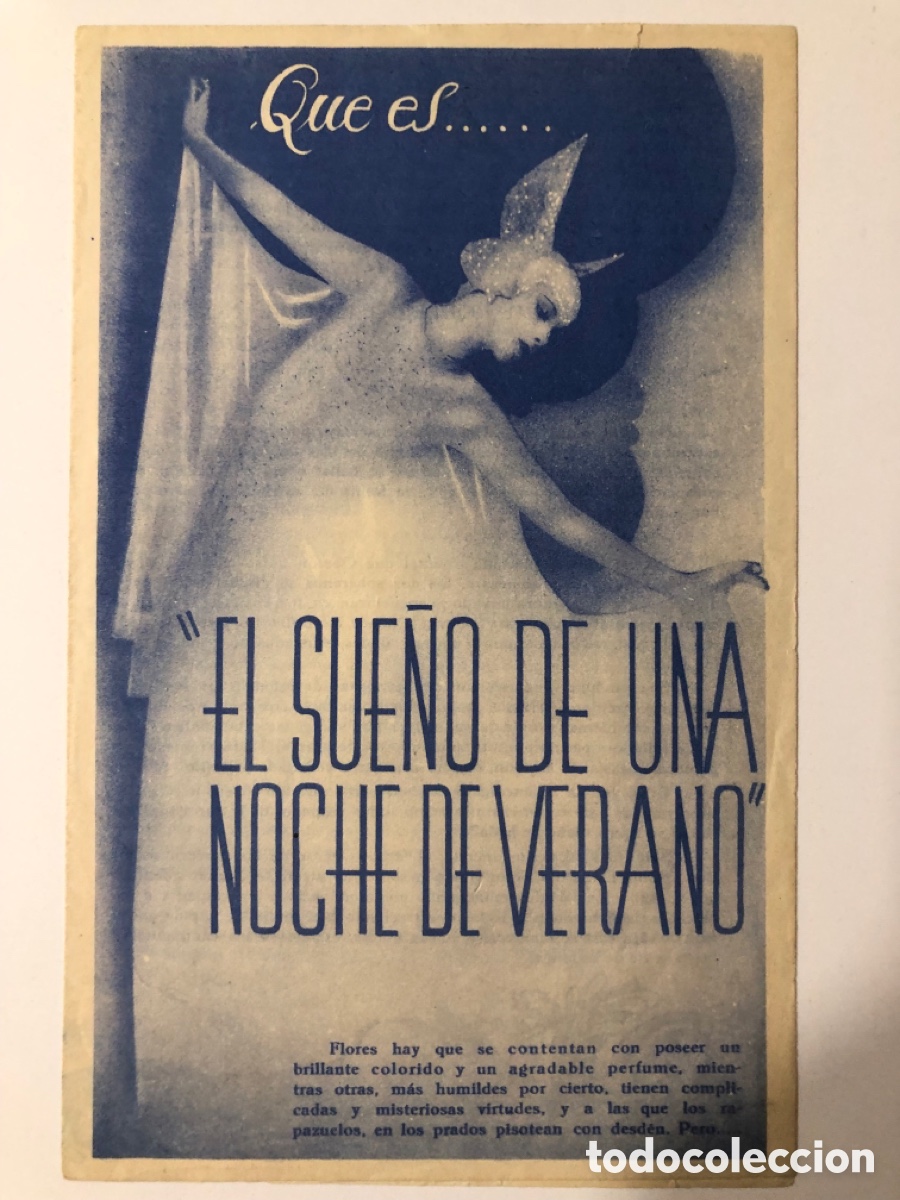 Que es......
"EL SUEÑO DE UNA
NOCHE DE VERANO"
Flores hay que se contentan con poseer un
brillante colorido y un agradable perfume, mien-
tras otras, más humildes por cierto, tienen compli-
cadas y misteriosas virtudes, y a las que los ra-
pazuelos, en los prados pisotean con desdén. Pero....
todocoleccion